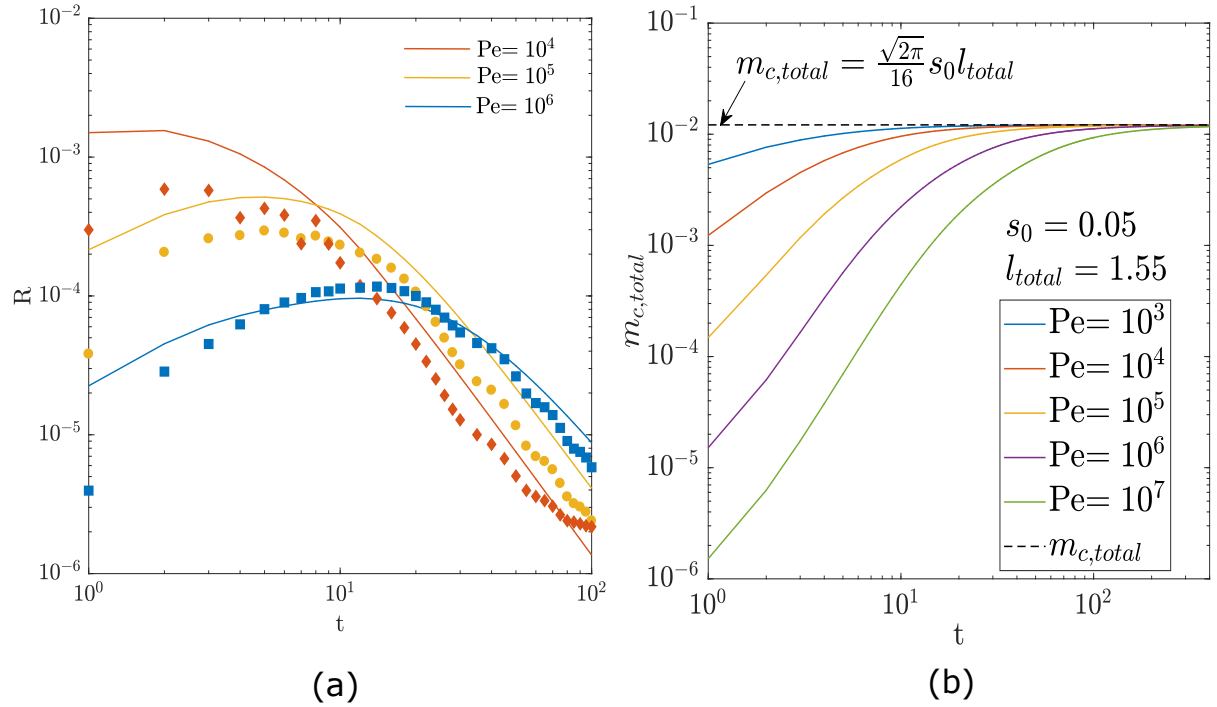 10^{-2}
10^{-3}
10^{-4}
10^{-5}
10^{-6}
R
10^0
10^1
10^2
t
Pe= 10^4
Pe= 10^5
Pe= 10^6
(a)
10^{-1}
10^{-2}
10^{-3}
10^{-4}
10^{-5}
10^{-6}
m_{c,total}
10^0
10^1
10^2
t
m_{c,total} = \frac{\sqrt{2\pi}}{16} s_0 l_{total}
s_0 = 0.05
l_{total} = 1.55
Pe= 10^3
Pe= 10^4
Pe= 10^5
Pe= 10^6
Pe= 10^7
m_{c,total}
(b)